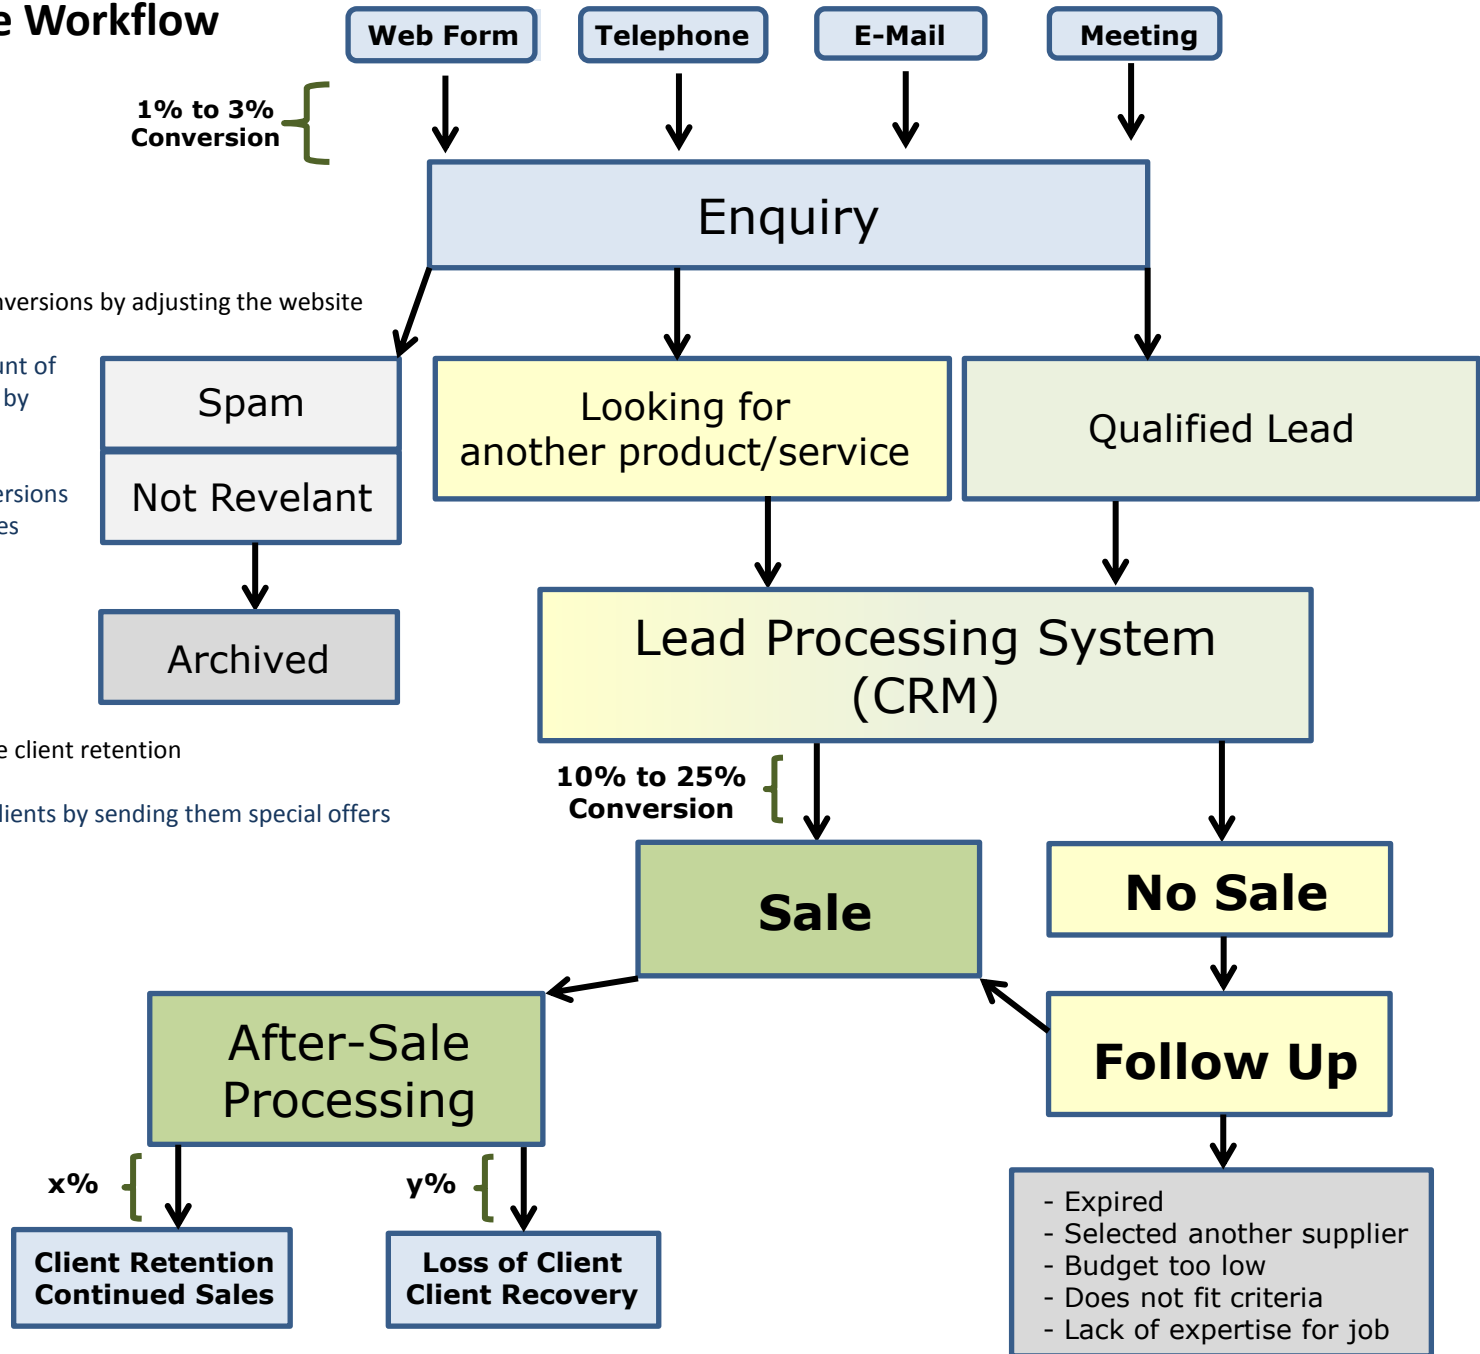 e Workflow
Web Form
Telephone
E-Mail
Meeting
1% to 3%
Conversion
Enquiry
nversions by adjusting the website
unt of
by
ersions
es
Spam
Not Revelant
Looking for
another product/service
Qualified Lead
Archived
Lead Processing System
(CRM)
e client retention
lients by sending them special offers
10% to 25%
Conversion
Sale
No Sale
After-Sale
Processing
Follow Up
x%
y%
Client Retention
Continued Sales
Loss of Client
Client Recovery
- Expired
- Selected another supplier
- Budget too low
- Does not fit criteria
- Lack of expertise for job